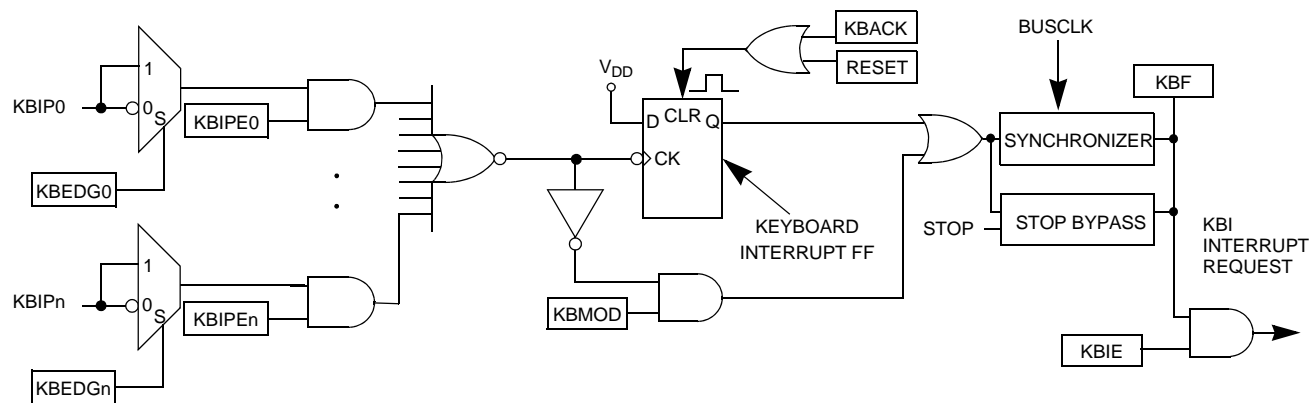 KBIP0
1
0
S
KBEDG0
KBIPE0
KBIPn
1
0
S
KBEDGn
KBIPEn
VDD
D
CLR
Q
CK
KBACK
RESET
KEYBOARD
INTERRUPT FF
KBMOD
BUSCLK
SYNCHRONIZER
STOP BYPASS
STOP
KBF
KBI
INTERRUPT
REQUEST
KBIE